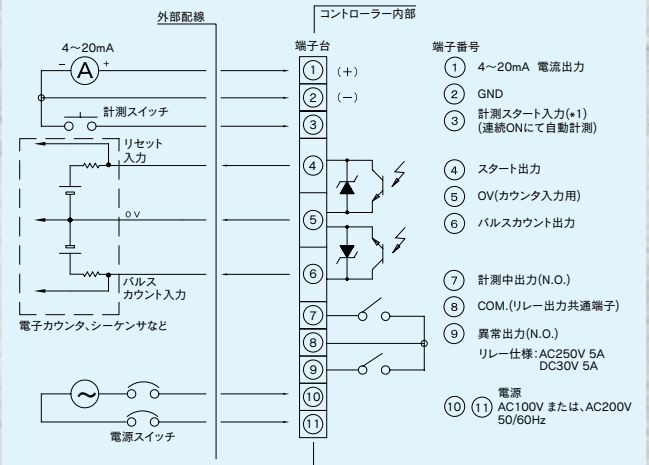 外部配線
コントローラー内部
4～20mA
－
＋
A
計測スイッチ
リセット
入力
0V
パルス
カウント入力
電子カウンタ、シーケンサなど
電源スイッチ
端子台
1 (＋)
2 (－)
3
4
5
6
7
8
9
10
11
端子番号
1 4～20mA 電流出力
2 GND
3 計測スタート入力(*1)
(連続ONにて自動計測)
4 スタート出力
5 OV(カウンタ入力用)
6 パルスカウント出力
7 計測中出力(N.O.)
8 COM.(リレー出力共通端子)
9 異常出力(N.O.)
リレー仕様：AC250V 5A
DC30V 5A
電源
10 11 AC100V または、AC200V
50/60Hz